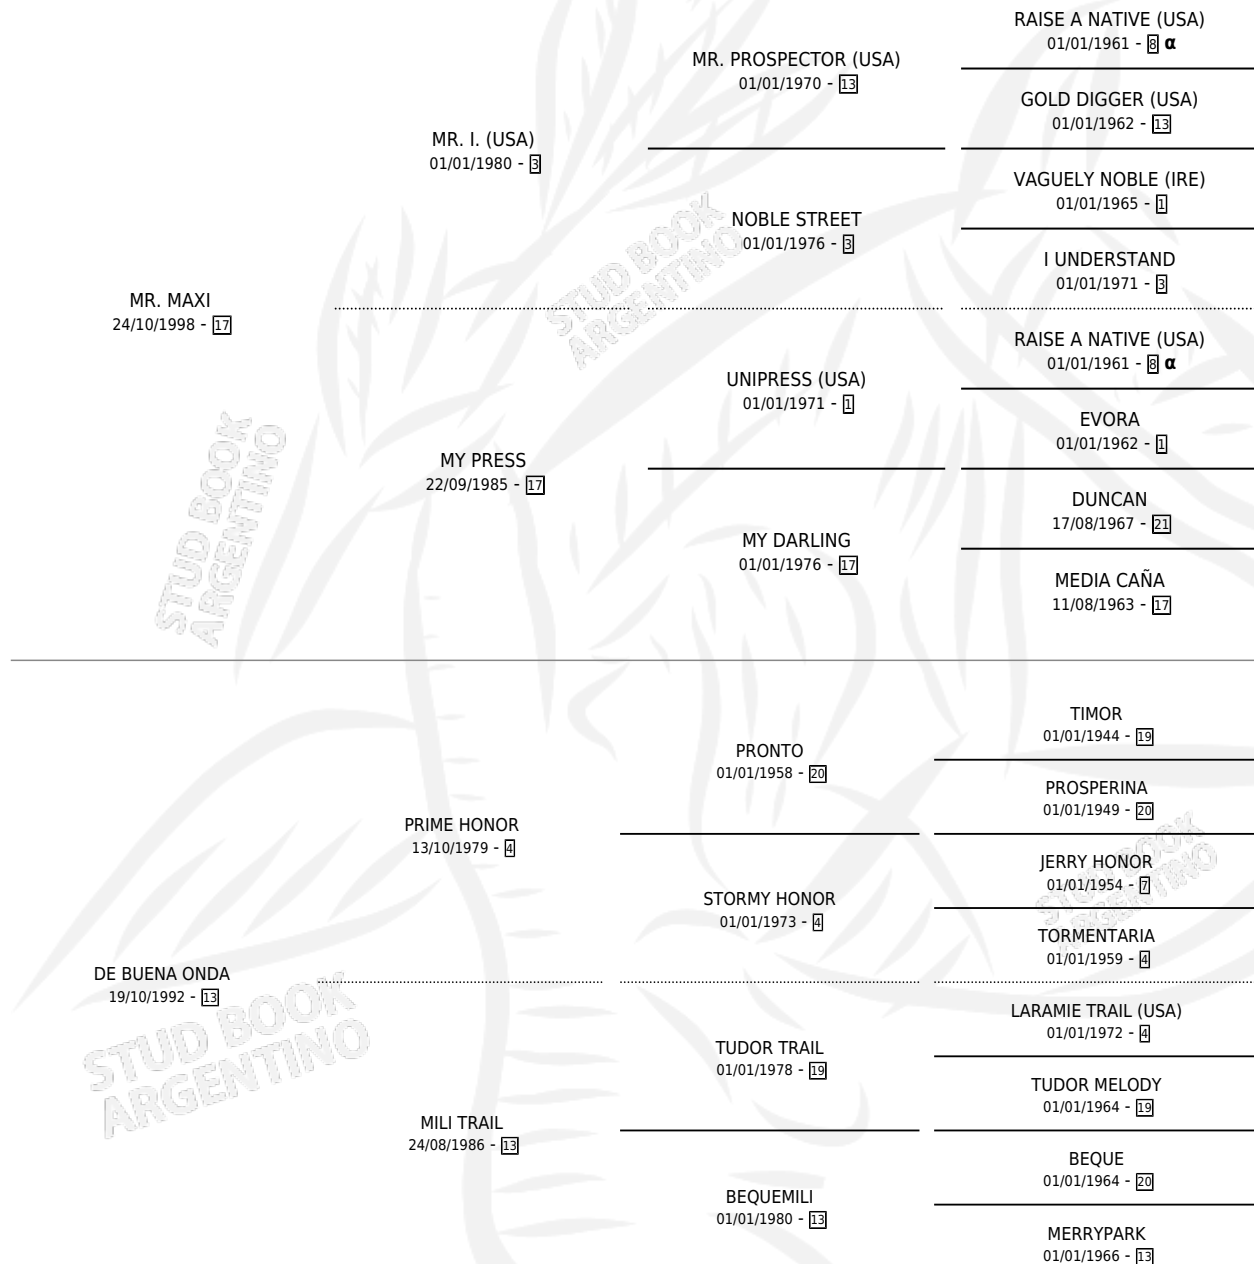 RAISE A NATIVE (USA)
01/01/1961 - 8 α
MR. PROSPECTOR (USA)
01/01/1970 - 13
GOLD DIGGER (USA)
01/01/1962 - 13
MR. I. (USA)
01/01/1980 - 3
VAGUELY NOBLE (IRE)
01/01/1965 - 1
NOBLE STREET
01/01/1976 - 3
I UNDERSTAND
01/01/1971 - 3
MR. MAXI
24/10/1998 - 17
RAISE A NATIVE (USA)
01/01/1961 - 8 α
UNIPRESS (USA)
01/01/1971 - 1
EVORA
01/01/1962 - 1
MY PRESS
22/09/1985 - 17
DUNCAN
17/08/1967 - 21
MY DARLING
01/01/1976 - 17
MEDIA CAÑA
11/08/1963 - 17
TIMOR
01/01/1944 - 19
PRONTO
01/01/1958 - 20
PROSPERINA
01/01/1949 - 20
PRIME HONOR
13/10/1979 - 4
JERRY HONOR
01/01/1954 - 7
STORMY HONOR
01/01/1973 - 4
TORMENTARIA
01/01/1959 - 4
DE BUENA ONDA
19/10/1992 - 13
LARAMIE TRAIL (USA)
01/01/1972 - 4
TUDOR TRAIL
01/01/1978 - 19
TUDOR MELODY
01/01/1964 - 19
MILI TRAIL
24/08/1986 - 13
BEQUE
01/01/1964 - 20
BEQUEMILI
01/01/1980 - 13
MERRYPARK
01/01/1966 - 13
STUD BOOK
ARGENTINO
STUD BOOK
ARGENTINO
STUD BOOK
ARGENTINO
STUD BOOK
ARGENTINO